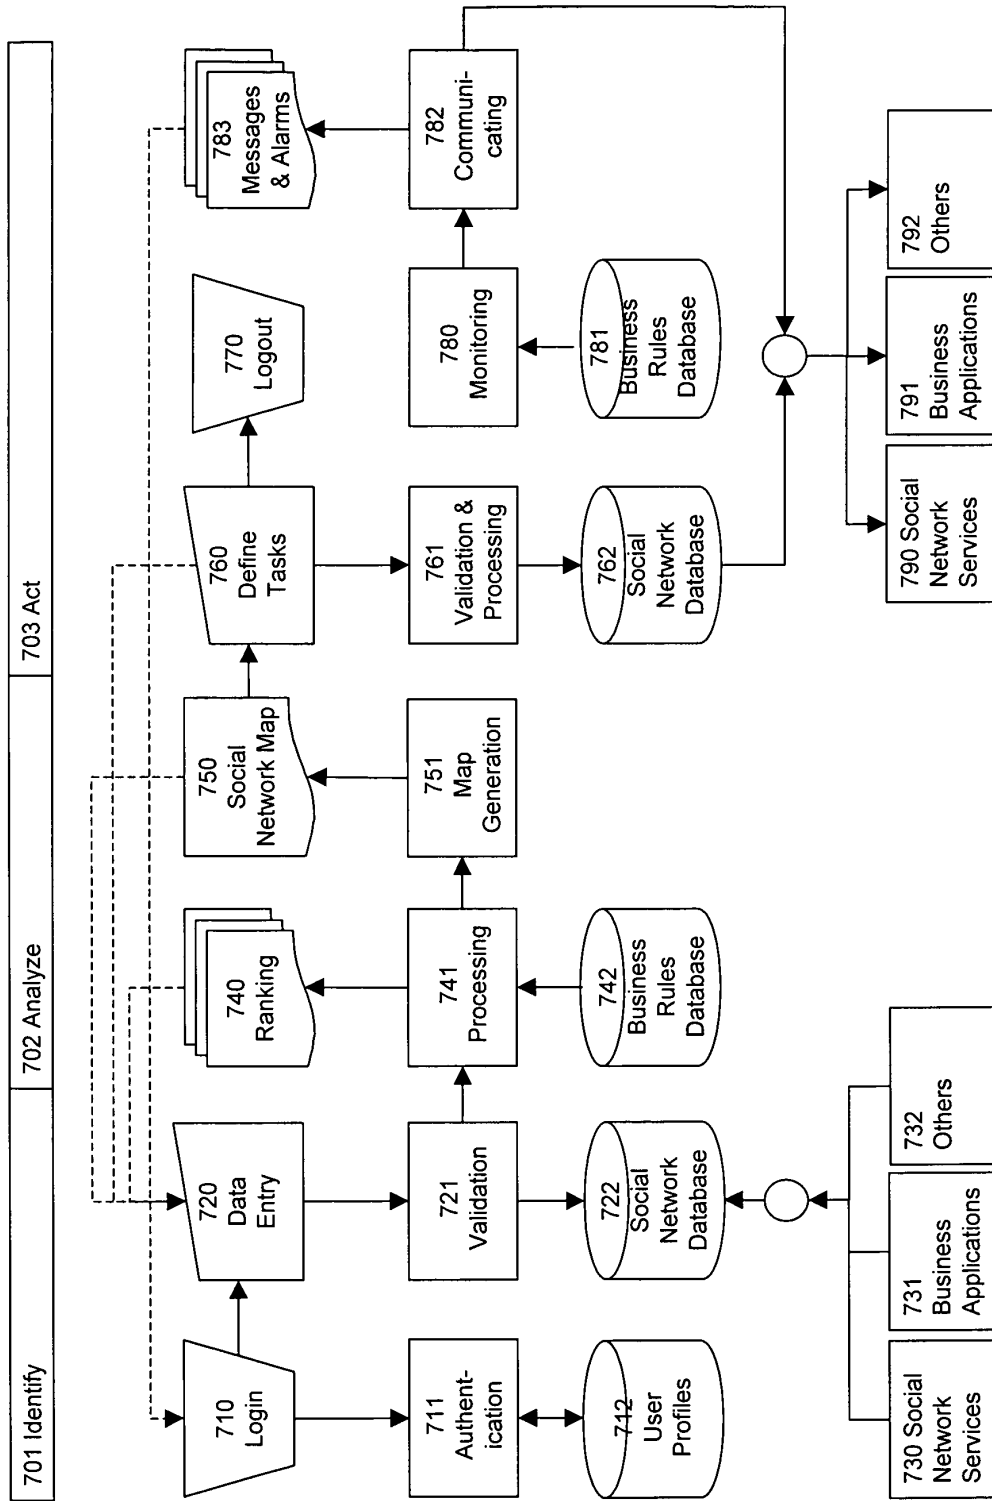 701 Identify
702 Analyze
703 Act
710
Login
720
Data
Entry
740
Ranking
750
Social
Network Map
760
Define
Tasks
770
Logout
783
Messages
& Alarms
711
Authent-
ication
721
Validation
741
Processing
751
Map
Generation
761
Validation &
Processing
780
Monitoring
782
Communi-
cating
712
User
Profiles
722
Social
Network
Database
742
Business
Rules
Database
762
Social
Network
Database
781
Business
Rules
Database
730 Social
Network
Services
731
Business
Applications
732
Others
790 Social
Network
Services
791
Business
Applications
792
Others